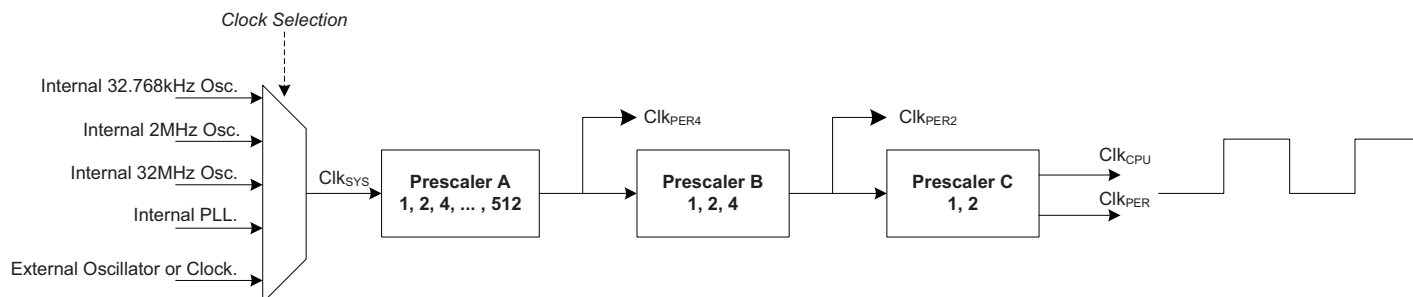 Clock Selection
Internal 32.768kHz Osc.
Internal 2MHz Osc.
Internal 32MHz Osc.
Internal PLL.
External Oscillator or Clock.
ClkSYS
Prescaler A
1, 2, 4, ... , 512
ClkPER4
Prescaler B
1, 2, 4
ClkPER2
Prescaler C
1, 2
ClkCPU
ClkPER